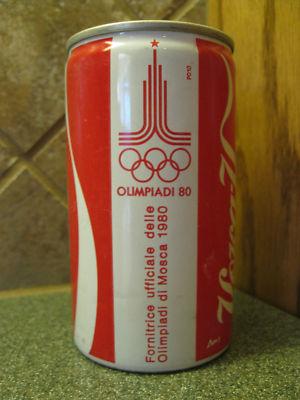 OLIMPIADI 80
Fornitrice ufficiale delle
Olimpiadi di Mosca 1980